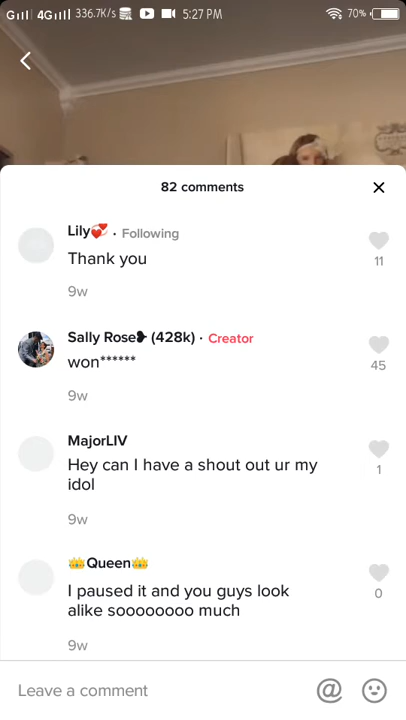 G 4G 336.7K/s 5:27 PM 70%
82 comments
Lily💞 · Following
Thank you
11
9w
Sally Rose❥ (428k) · Creator
won******
45
9w
MajorLIV
Hey can I have a shout out ur my
idol
1
9w
👑Queen👑
I paused it and you guys look
alike soooooooo much
0
9w
Leave a comment